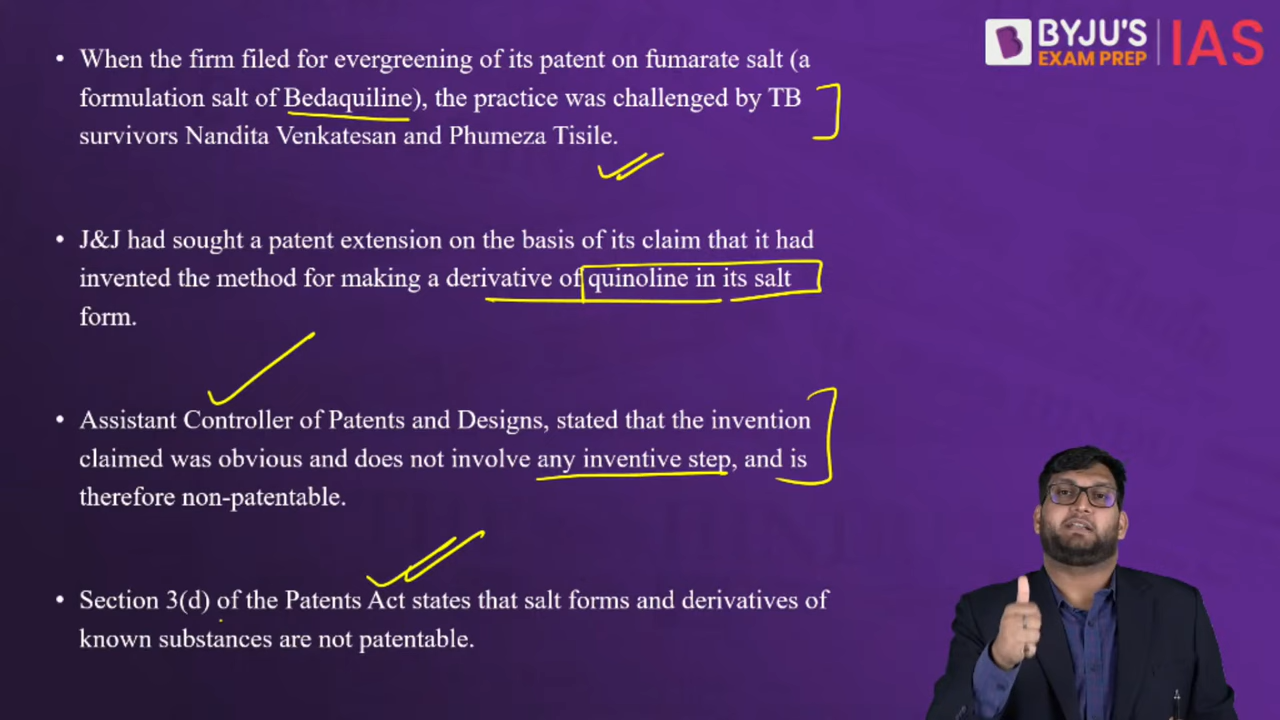 BYJU'S
EXAM PREP
IAS
• When the firm filed for evergreening of its patent on fumarate salt (a
formulation salt of Bedaquiline), the practice was challenged by TB
survivors Nandita Venkatesan and Phumeza Tisile.
• J&J had sought a patent extension on the basis of its claim that it had
invented the method for making a derivative of quinoline in its salt
form.
• Assistant Controller of Patents and Designs, stated that the invention
claimed was obvious and does not involve any inventive step, and is
therefore non-patentable.
• Section 3(d) of the Patents Act states that salt forms and derivatives of
known substances are not patentable.